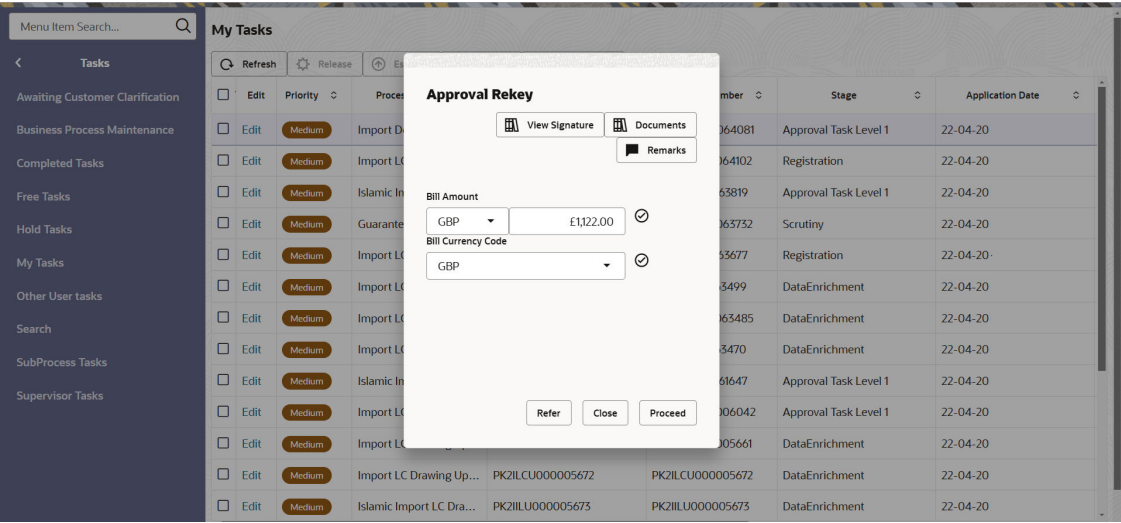 Menu Item Search...
Tasks
Awaiting Customer Clarification
Business Process Maintenance
Completed Tasks
Free Tasks
Hold Tasks
My Tasks
Other User tasks
Search
SubProcess Tasks
Supervisor Tasks
My Tasks
Refresh Release Es
Edit Priority Proces mber Stage Application Date
Edit Medium Import D 064081 Approval Task Level 1 22-04-20
Edit Medium Import L 064102 Registration 22-04-20
Edit Medium Islamic In 63819 Approval Task Level 1 22-04-20
Edit Medium Guarante 063732 Scrutiny 22-04-20
Edit Medium Import L 63677 Registration 22-04-20
Edit Medium Import L 3499 DataEnrichment 22-04-20
Edit Medium Import L 063485 DataEnrichment 22-04-20
Edit Medium Import L 3470 DataEnrichment 22-04-20
Edit Medium Islamic In 61647 Approval Task Level 1 22-04-20
Edit Medium Import L 006042 Approval Task Level 1 22-04-20
Edit Medium Import L 005661 DataEnrichment 22-04-20
Edit Medium Import LC Drawing Up... PK2ILCU000005672 PK2ILCU000005672 DataEnrichment 22-04-20
Edit Medium Islamic Import LC Dra... PK2IILU000005673 PK2IILU000005673 DataEnrichment 22-04-20
Approval Rekey
View Signature Documents
Remarks
Bill Amount
GBP £1,122.00
Bill Currency Code
GBP
Refer Close Proceed